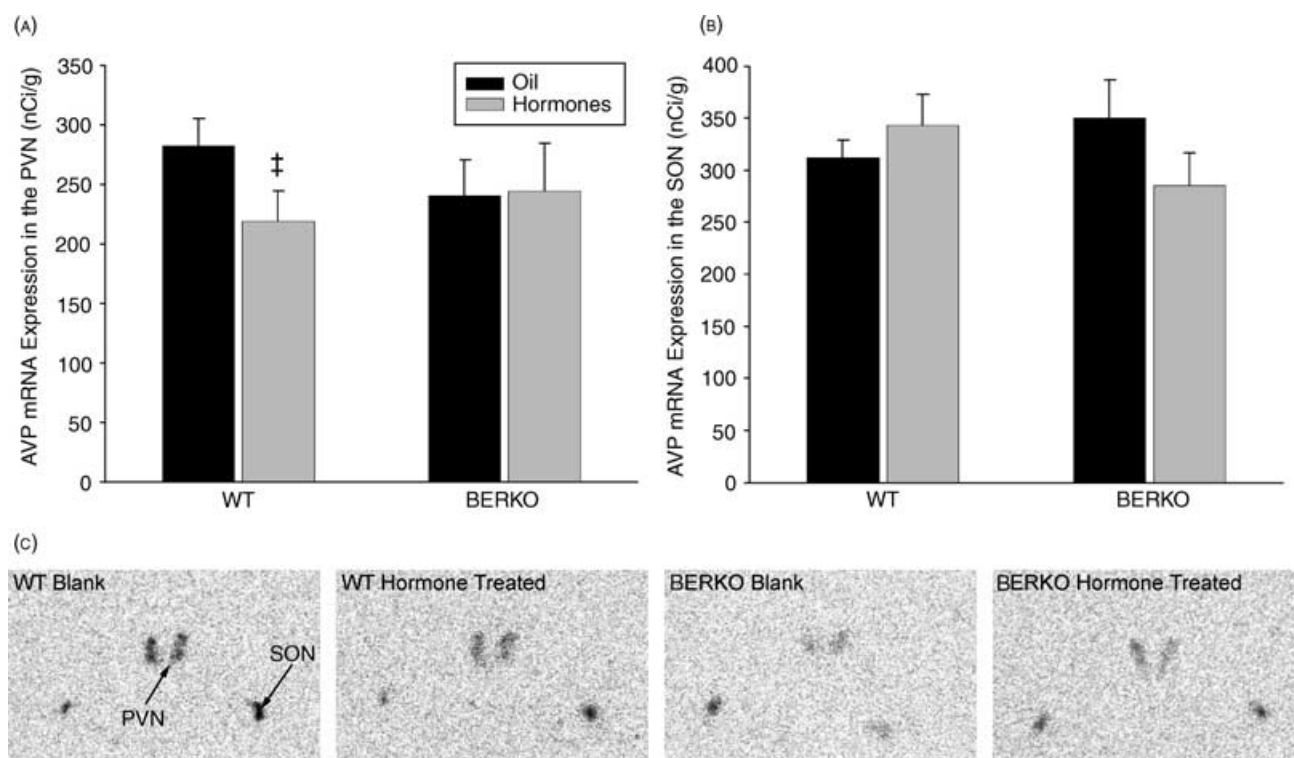 (A)
AVP mRNA Expression in the PVN (nCi/g)
350
300
250
200
150
100
50
0
Oil
Hormones
‡
WT
BERKO
(B)
AVP mRNA Expression in the SON (nCi/g)
400
350
300
250
200
150
100
50
0
WT
BERKO
(C)
WT Blank
SON
PVN
WT Hormone Treated
BERKO Blank
BERKO Hormone Treated